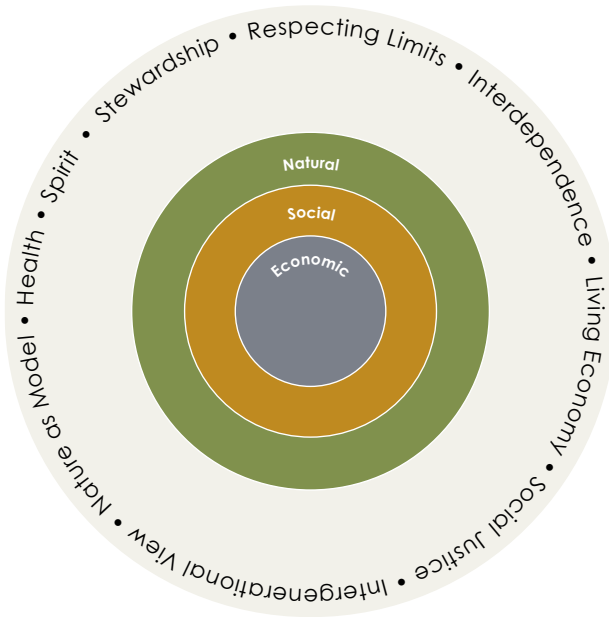 Stewardship • Respecting Limits • Interdependence • Living Economy • Social Justice • Intergenerational View • Nature as Model • Health • Spirit •
Natural
Social
Economic